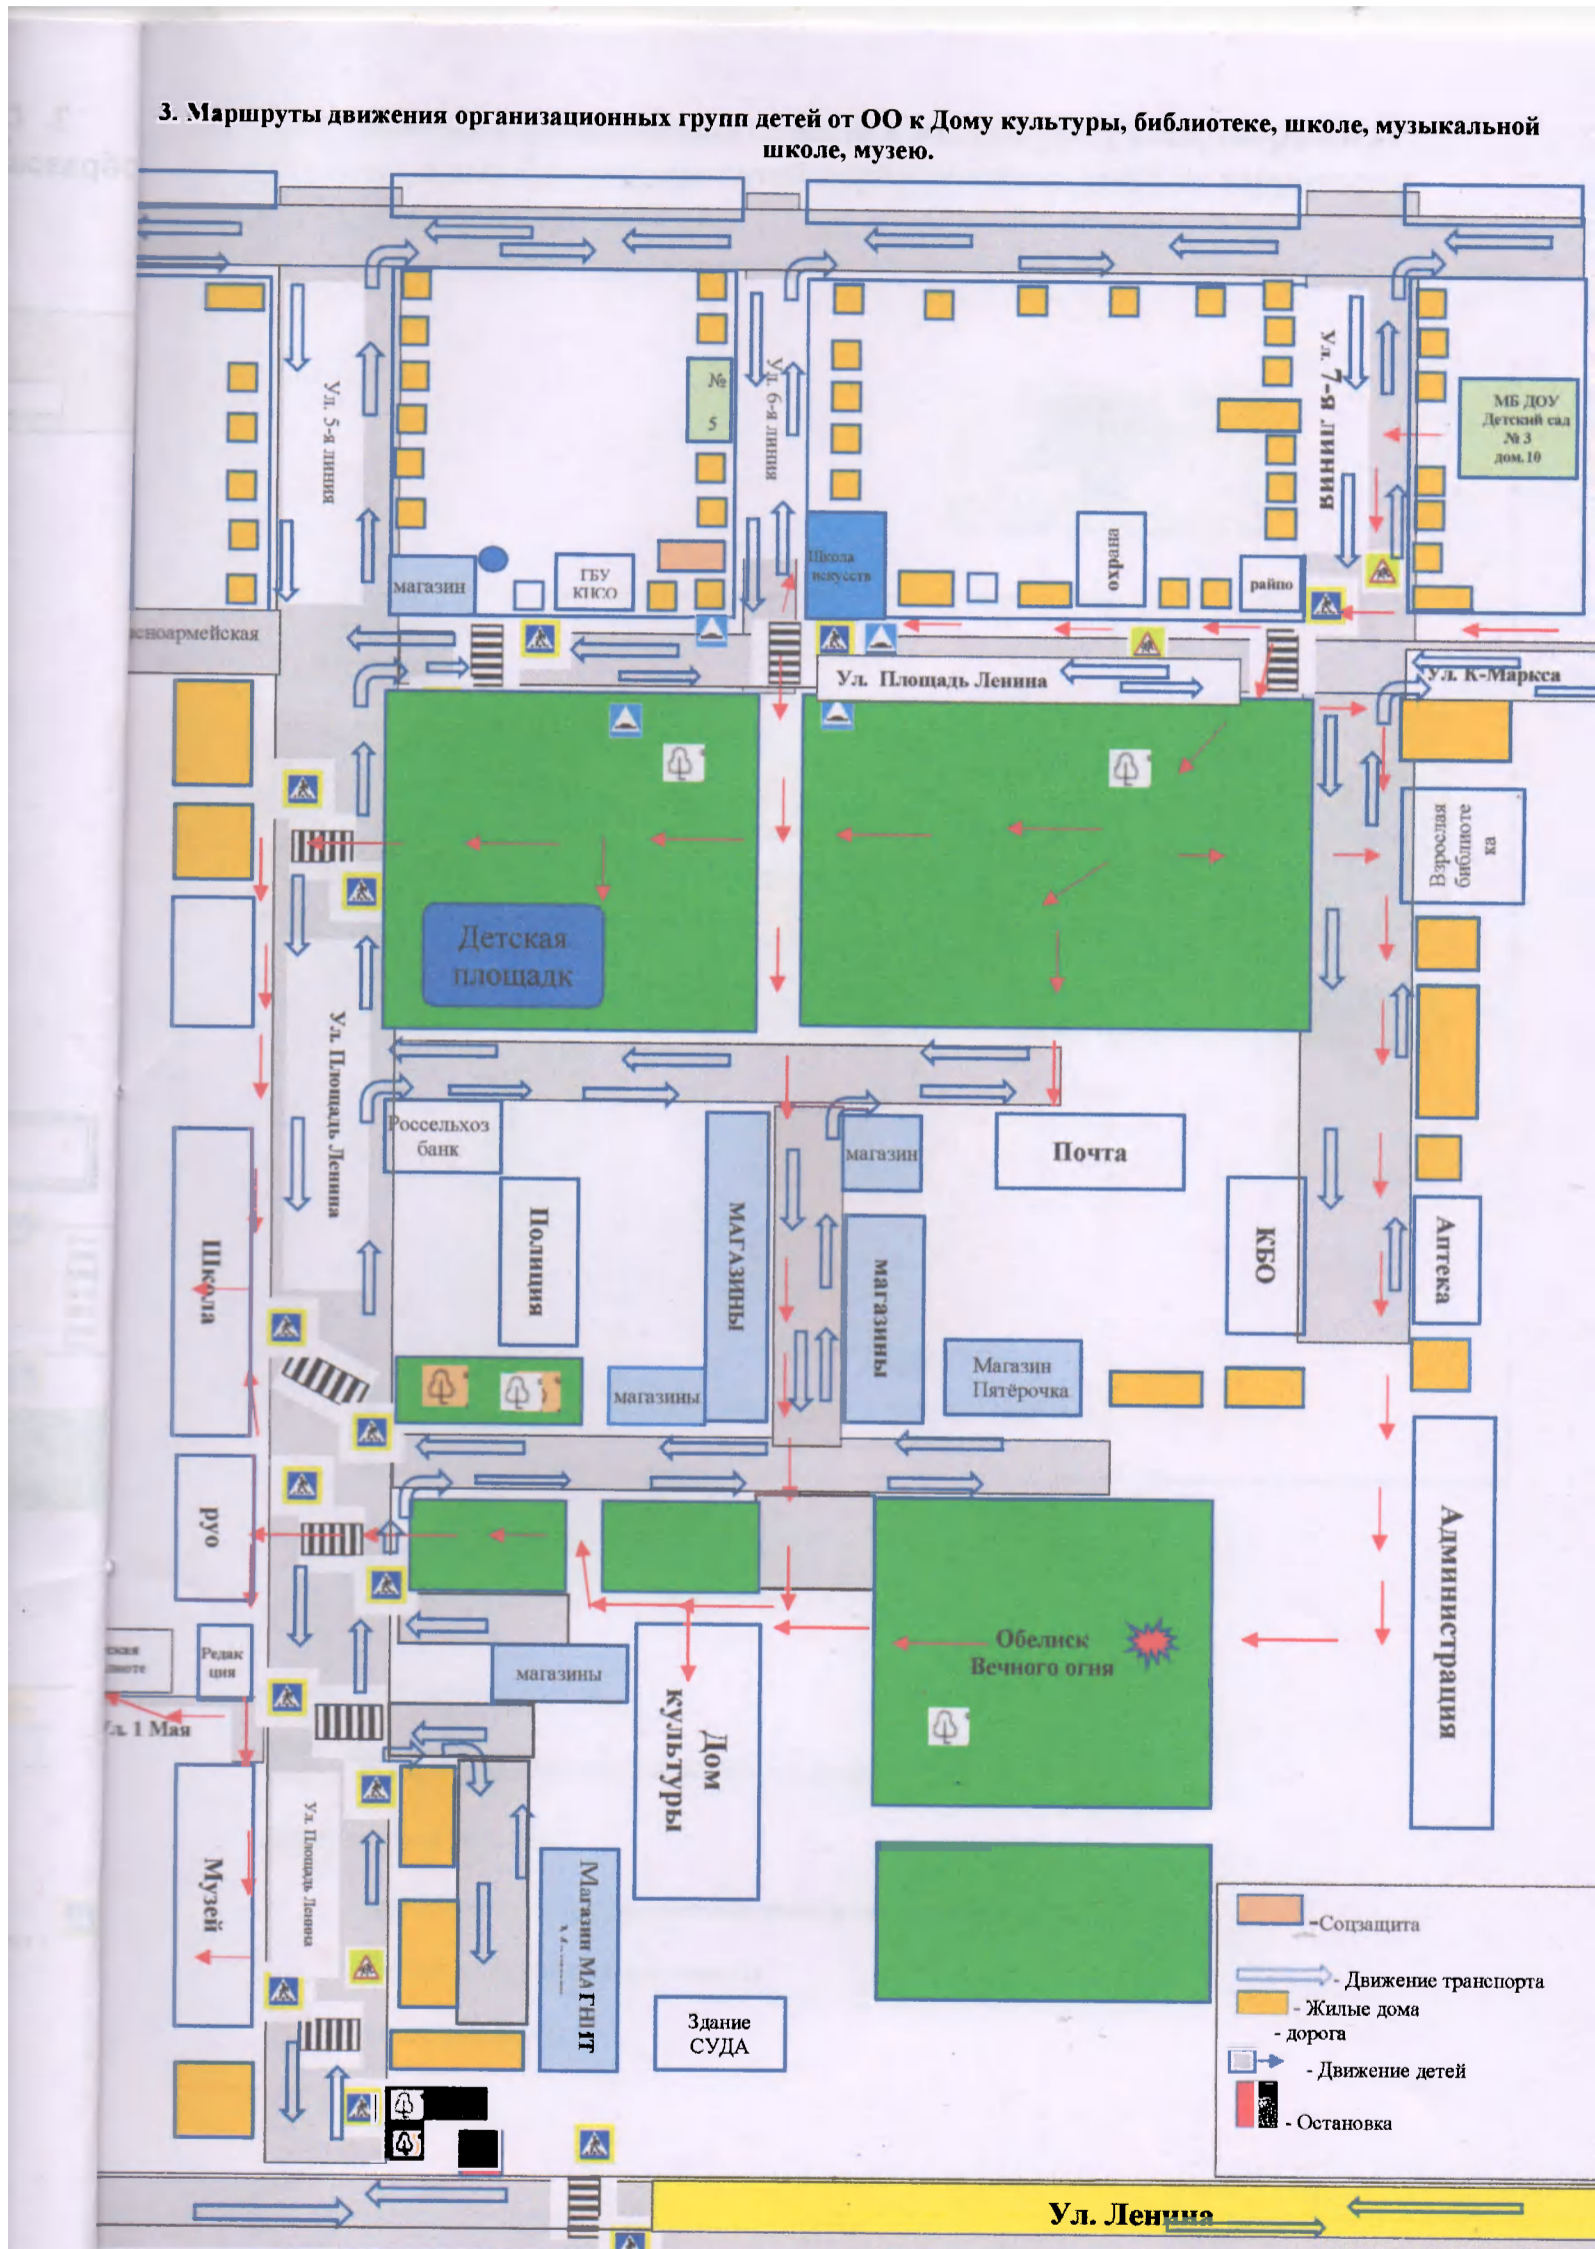 3. Маршруты движения организационных групп детей от ОО к Дому культуры, библиотеке, школе, музыкальной
школе, музею.
Ул. 5-я линия
№
5
Ул. 6-я линия
Ул. 7-я линия
МБ ДОУ
Детский сад
№ 3
дом.10
магазин
ГБУ
КЦСО
Школа
искусств
охрана
райпо
Ул. Площадь Ленина
Ул. К-Маркса
Взрослая
библиоте
ка
Детская
площадк
Ул. Площадь Ленина
Россельхоз
банк
Полиция
МАГАЗИНЫ
магазин
магазины
Почта
КБО
Аптека
Школа
магазины
Магазин
Пятёрочка
руо
Администрация
Редак
ция
Обелиск
Вечного огня
магазины
Дом
культуры
Ул. 1 Мая
Музей
Ул. Площадь Ленина
Магазин МАГНИТ
Здание
СУДА
-Соцзащита
- Движение транспорта
- Жилые дома
- дорога
- Движение детей
- Остановка
Ул. Ленина